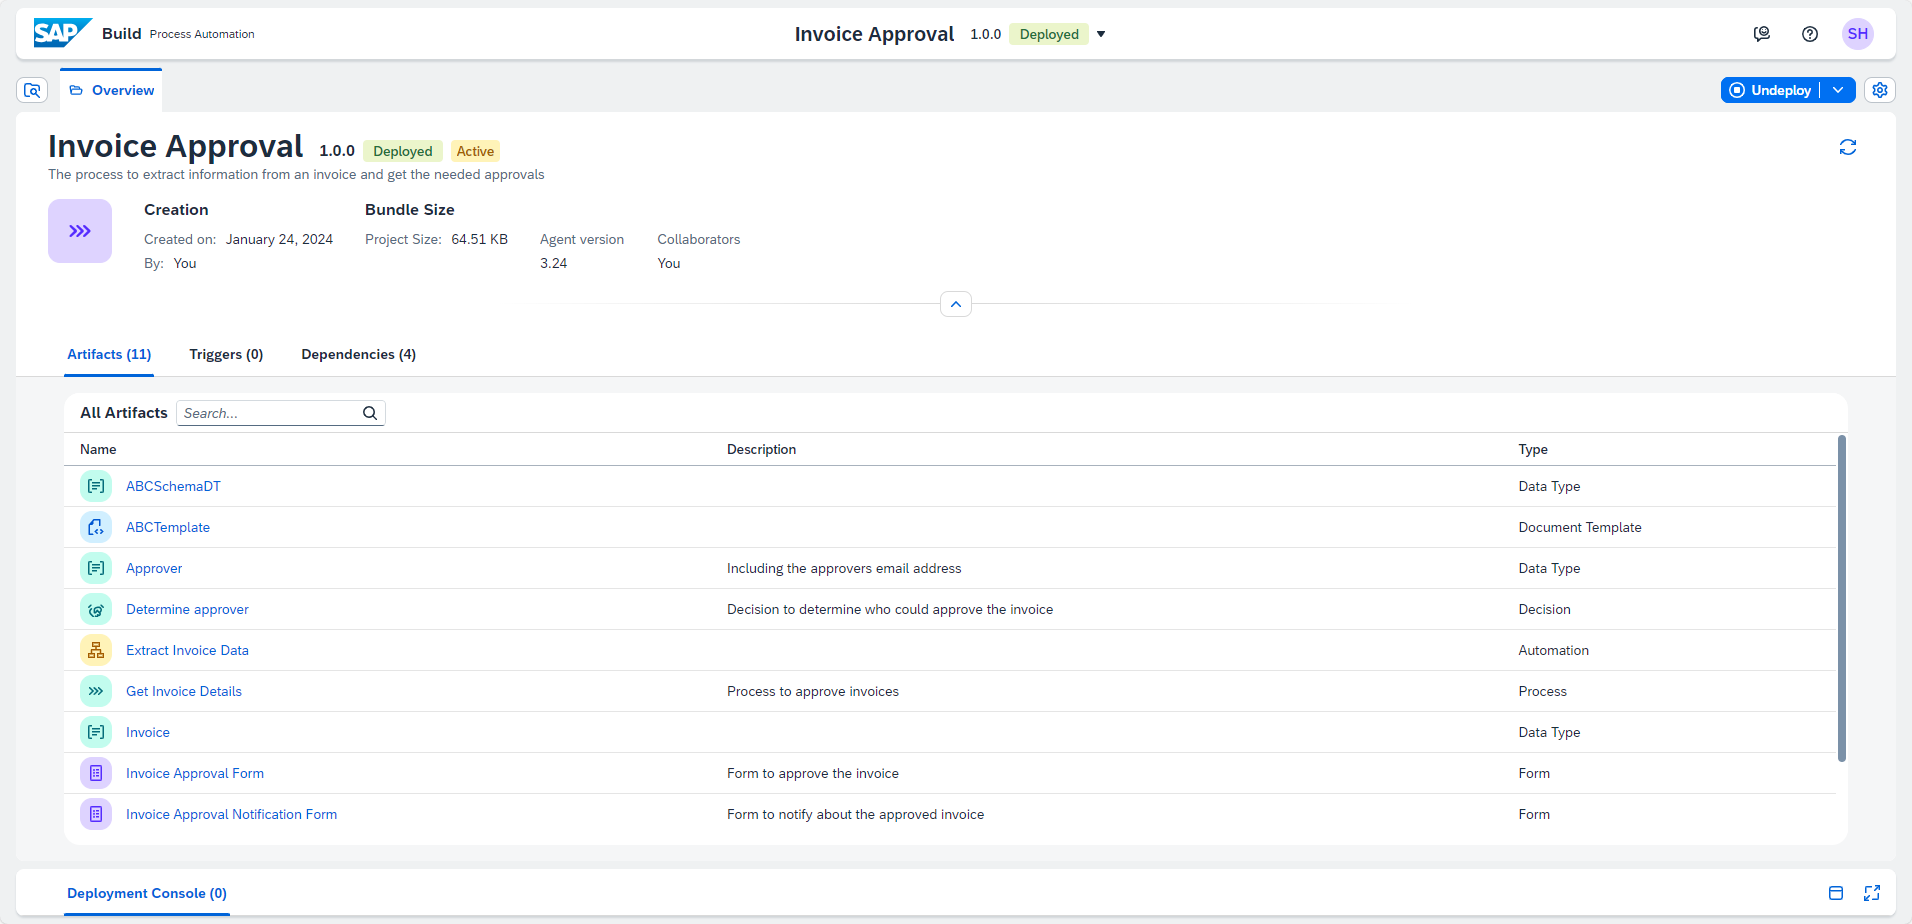 SAP Build Process Automation
Invoice Approval 1.0.0 Deployed
SH
Overview
Undeploy
Invoice Approval 1.0.0 Deployed Active
The process to extract information from an invoice and get the needed approvals
Creation Bundle Size
Created on: January 24, 2024 Project Size: 64.51 KB Agent version Collaborators
By: You 3.24 You
Artifacts (11) Triggers (0) Dependencies (4)
All Artifacts Search...
Name Description Type
ABCSchemaDT Data Type
ABCTemplate Document Template
Approver Including the approvers email address Data Type
Determine approver Decision to determine who could approve the invoice Decision
Extract Invoice Data Automation
Get Invoice Details Process to approve invoices Process
Invoice Data Type
Invoice Approval Form Form to approve the invoice Form
Invoice Approval Notification Form Form to notify about the approved invoice Form
Deployment Console (0)